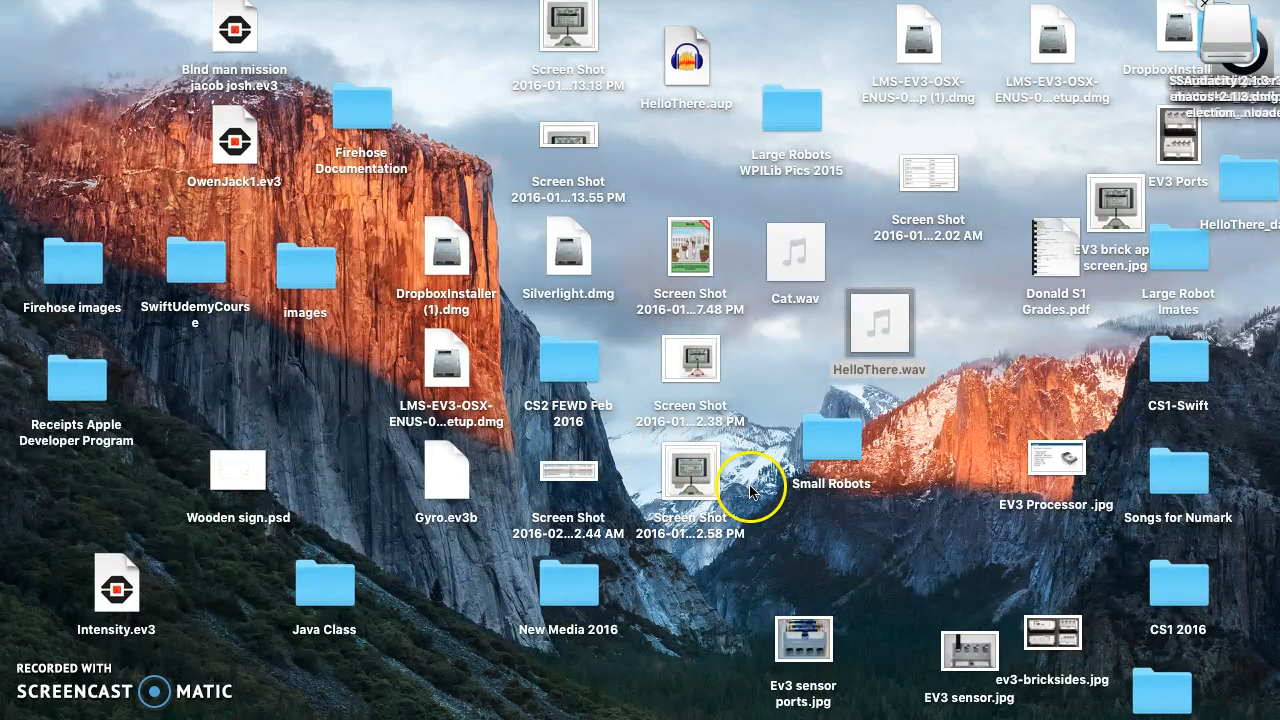 Blnd man mission
jacob josh.ev3
Screen Shot
2016-01...13.18 PM
HelloThere.aup
LMS-EV3-OSX-
ENUS-0...p (1).dmg
LMS-EV3-OSX-
ENUS-0...etup.dmg
Firehose
Documentation
OwenJack1.ev3
Screen Shot
2016-01...13.55 PM
Large Robots
WPILib Pics 2015
Screen Shot
2016-01...2.02 AM
EV3 Ports
EV3 brick ap
screen.jpg
Firehose images
SwiftUdemyCours
e
images
DropboxInstaller
(1).dmg
Silverlight.dmg
Screen Shot
2016-01...7.48 PM
Cat.wav
HelloThere.wav
Donald S1
Grades.pdf
Large Robot
Imates
Receipts Apple
Developer Program
LMS-EV3-OSX-
ENUS-0...etup.dmg
CS2 FEWD Feb
2016
Screen Shot
2016-01...2.38 PM
CS1-Swift
Wooden sign.psd
Gyro.ev3b
Screen Shot
2016-02...2.44 AM
Screen Shot
2016-01...2.58 PM
Small Robots
EV3 Processor .jpg
Songs for Numark
Intensity.ev3
Java Class
New Media 2016
Ev3 sensor
ports.jpg
EV3 sensor.jpg
ev3-bricksides.jpg
CS1 2016
RECORDED WITH
SCREENCAST MATIC